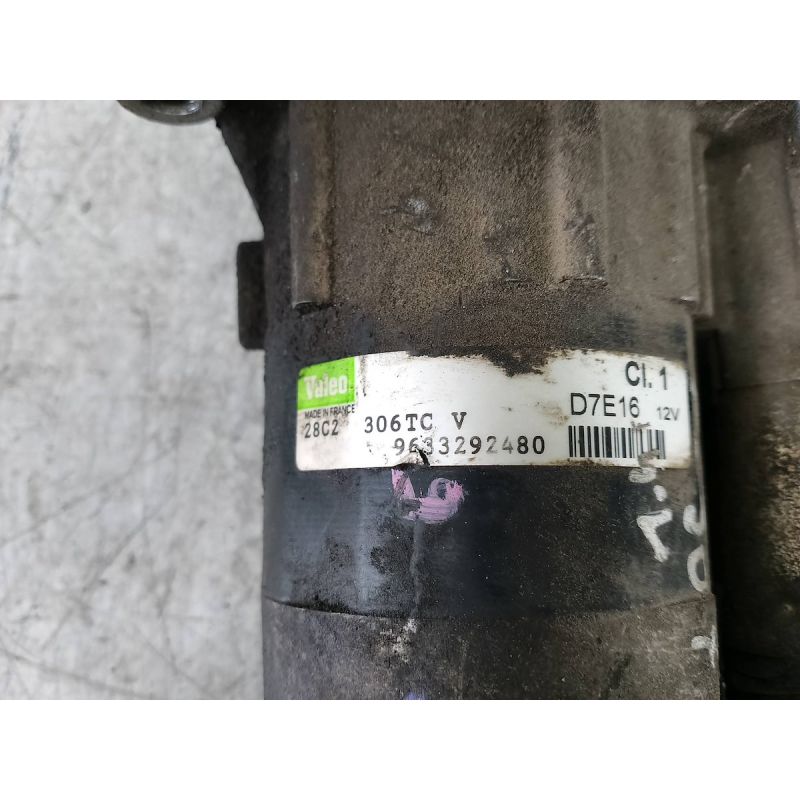 Valeo
MADE IN FRANCE
28C2 306TC V
9633292480
Cl. 1
D7E16 12V